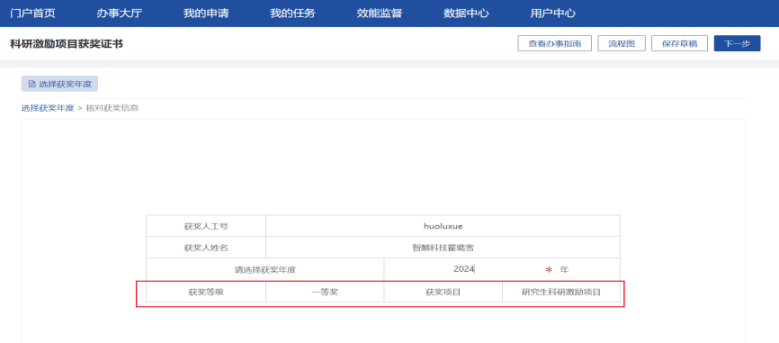 门户首页 办事大厅 我的申请 我的任务 效能监督 数据中心 用户中心
科研激励项目获奖证书 查看办事指南 流程图 保存草稿 下一步
选择获奖年度
选择获奖年度 > 核对获奖信息
获奖人工号 huoluxue
获奖人姓名 智麟科技霍璐雪
请选择获奖年度 2024 * 年
获奖等级 一等奖 获奖项目 研究生科研激励项目